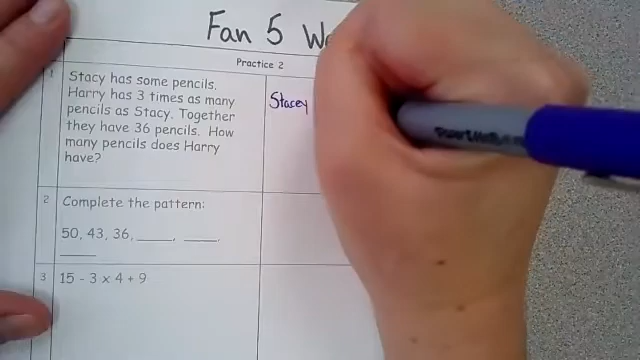 Fan 5
Practice 2
1 Stacy has some pencils.
Harry has 3 times as many
pencils as Stacy. Together
they have 36 pencils. How
many pencils does Harry
have?
Stacey
2 Complete the pattern:
50, 43, 36, _____, _____,
_____
3 15 - 3 x 4 + 9